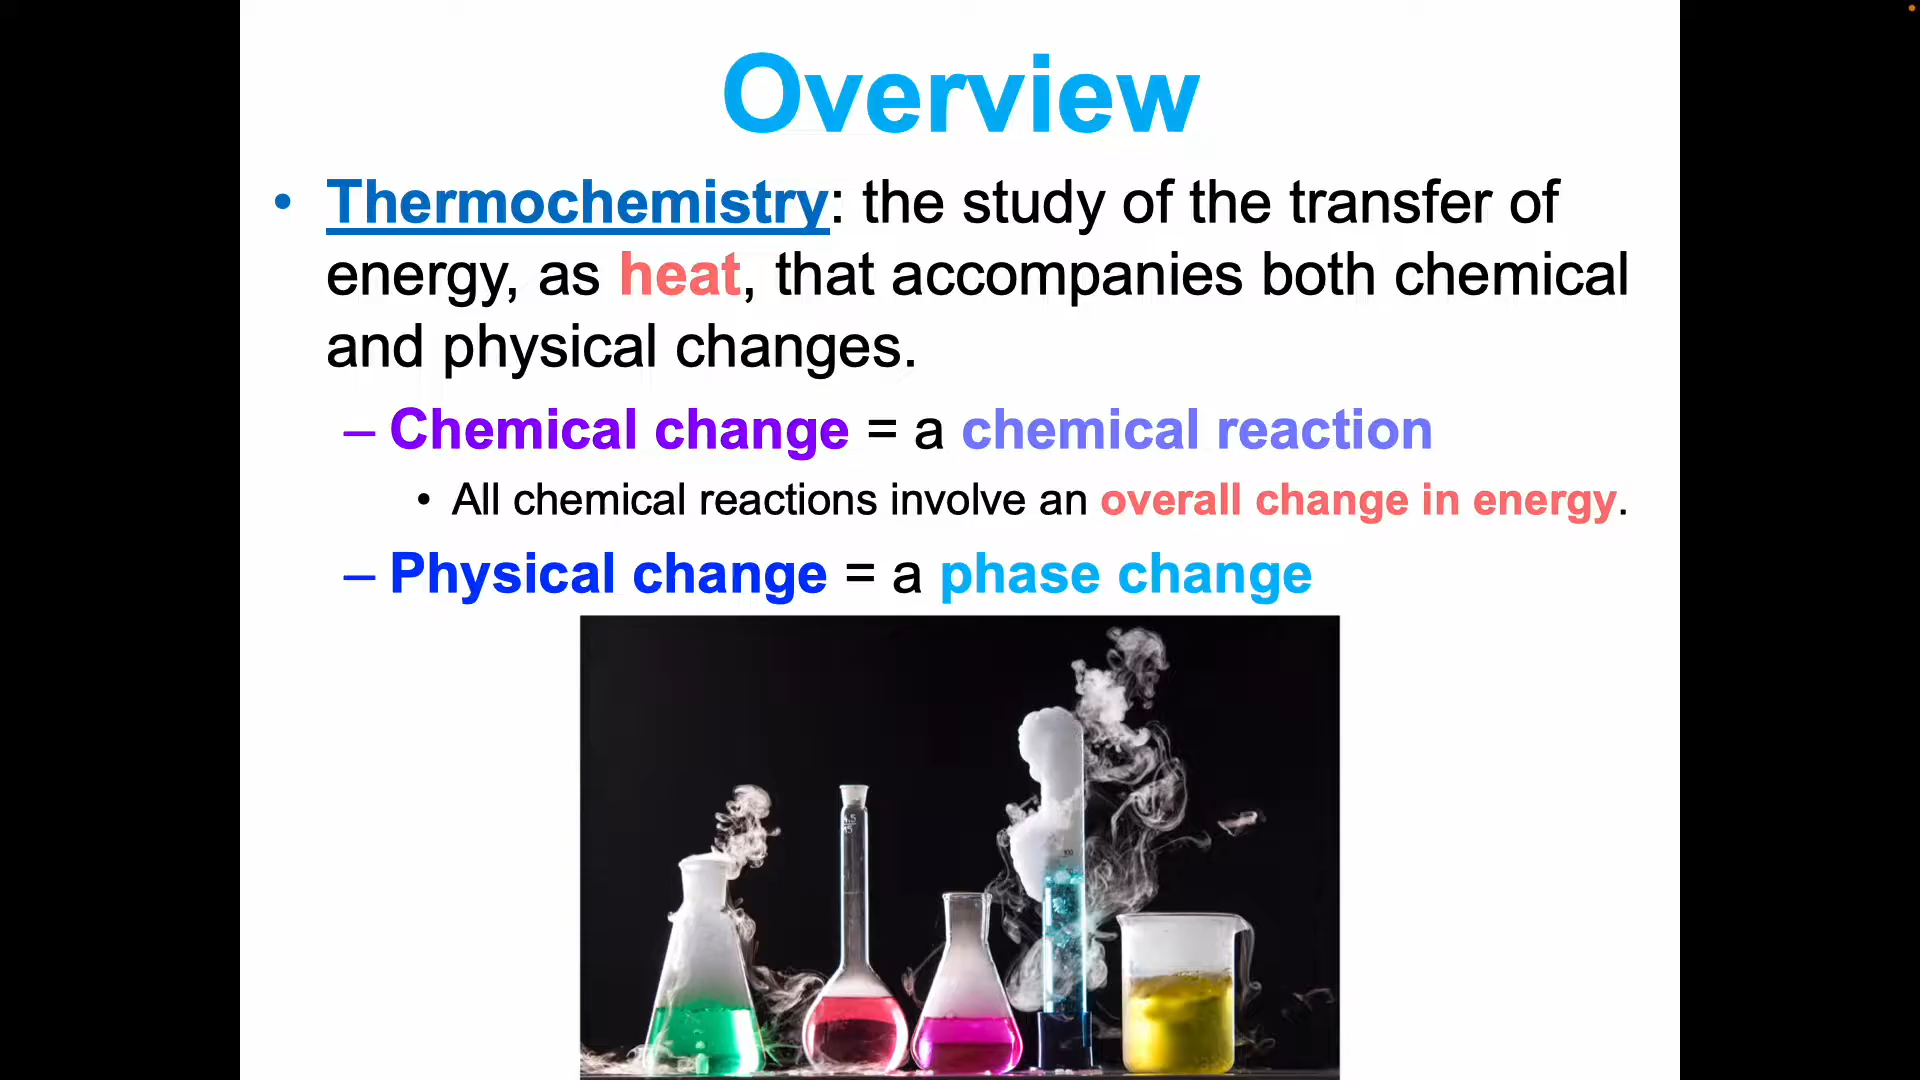 Overview
• Thermochemistry: the study of the transfer of
energy, as heat, that accompanies both chemical
and physical changes.
– Chemical change = a chemical reaction
• All chemical reactions involve an overall change in energy.
– Physical change = a phase change
100